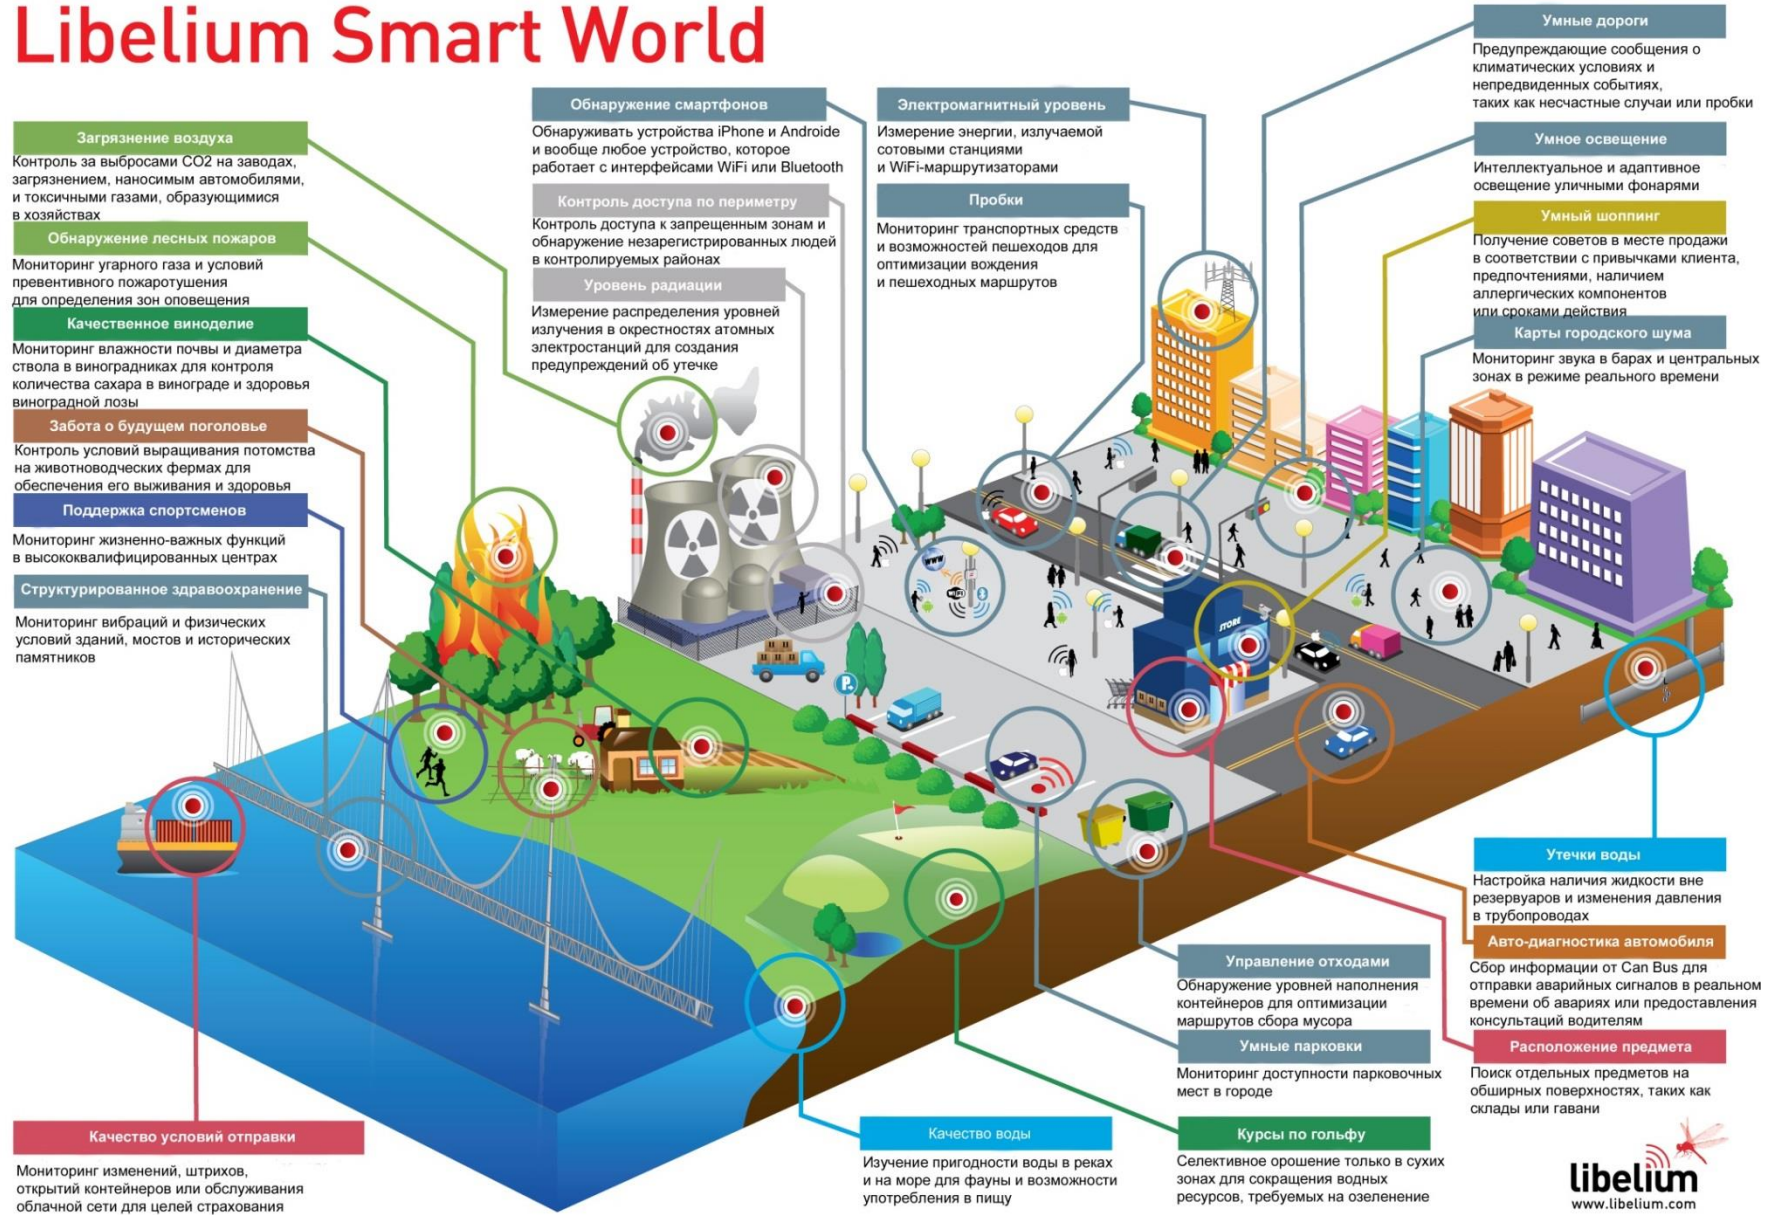 Libelium Smart World
Загрязнение воздуха
Контроль за выбросами CO2 на заводах,
загрязнением, наносимым автомобилями,
и токсичными газами, образующимися
в хозяйствах
Обнаружение лесных пожаров
Мониторинг угарного газа и условий
превентивного пожаротушения
для определения зон оповещения
Качественное виноделие
Мониторинг влажности почвы и диаметра
ствола в виноградниках для контроля
количества сахара в винограде и здоровья
виноградной лозы
Забота о будущем поголовье
Контроль условий выращивания потомства
на животноводческих фермах для
обеспечения его выживания и здоровья
Поддержка спортсменов
Мониторинг жизненно-важных функций
в высококвалифицированных центрах
Структурированное здравоохранение
Мониторинг вибраций и физических
условий зданий, мостов и исторических
памятников
Обнаружение смартфонов
Обнаруживать устройства iPhone и Androide
и вообще любое устройство, которое
работает с интерфейсами WiFi или Bluetooth
Контроль доступа по периметру
Контроль доступа к запрещенным зонам и
обнаружение незарегистрированных людей
в контролируемых районах
Уровень радиации
Измерение распределения уровней
излучения в окрестностях атомных
электростанций для создания
предупреждений об утечке
Электромагнитный уровень
Измерение энергии, излучаемой
сотовыми станциями
и WiFi-маршрутизаторами
Пробки
Мониторинг транспортных средств
и возможностей пешеходов для
оптимизации вождения
и пешеходных маршрутов
Умные дороги
Предупреждающие сообщения о
климатических условиях и
непредвиденных событиях,
таких как несчастные случаи или пробки
Умное освещение
Интеллектуальное и адаптивное
освещение уличными фонарями
Умный шоппинг
Получение советов в месте продажи
в соответствии с привычками клиента,
предпочтениями, наличием
аллергических компонентов
или сроками действия
Карты городского шума
Мониторинг звука в барах и центральных
зонах в режиме реального времени
www
WiFi
STORE
P
Утечки воды
Настройка наличия жидкости вне
резервуаров и изменения давления
в трубопроводах
Авто-диагностика автомобиля
Сбор информации от Can Bus для
отправки аварийных сигналов в реальном
времени об авариях или предоставления
консультаций водителям
Расположение предмета
Поиск отдельных предметов на
обширных поверхностях, таких как
склады или гавани
Управление отходами
Обнаружение уровней наполнения
контейнеров для оптимизации
маршрутов сбора мусора
Умные парковки
Мониторинг доступности парковочных
мест в городе
Курсы по гольфу
Селективное орошение только в сухих
зонах для сокращения водных
ресурсов, требуемых на озеленение
Качество воды
Изучение пригодности воды в реках
и на море для фауны и возможности
употребления в пищу
Качество условий отправки
Мониторинг изменений, штрихов,
открытий контейнеров или обслуживания
облачной сети для целей страхования
libelium
www.libelium.com